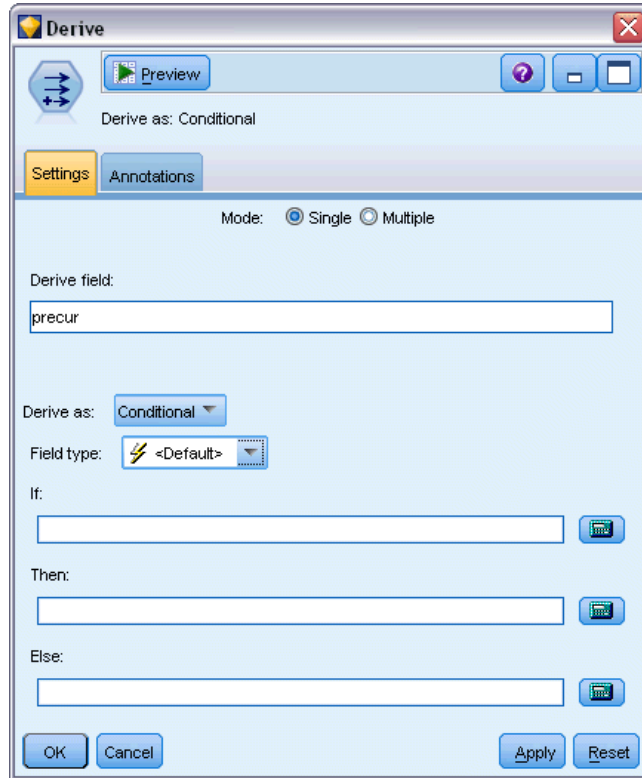 Derive
Preview
Derive as: Conditional
Settings Annotations
Mode: Single Multiple
Derive field:
precur
Derive as: Conditional
Field type: <Default>
If:
Then:
Else:
OK Cancel Apply Reset